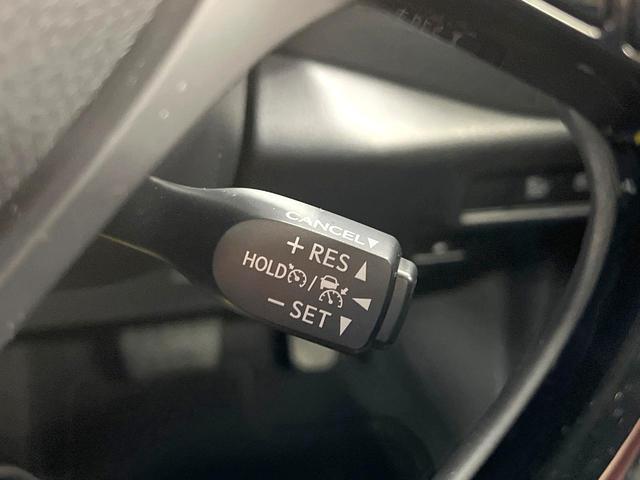 CANCEL▼
+ RES ▲
HOLD / ◀
− SET ▼